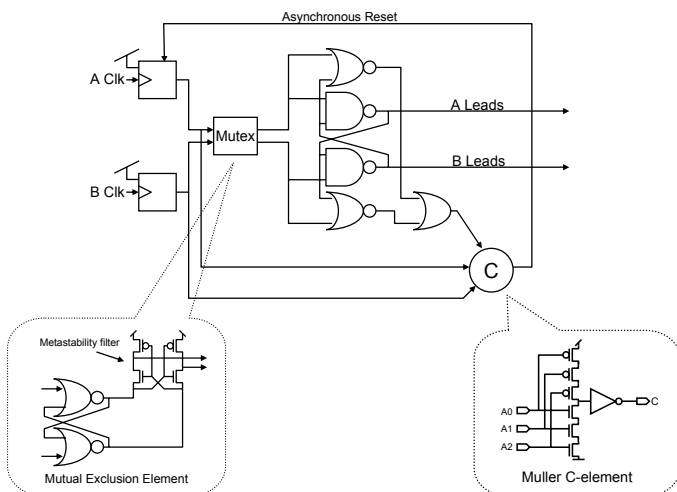 Asynchronous Reset
A Clk
Mutex
A Leads
B Leads
B Clk
C
Metastability filter
Mutual Exclusion Element
A0
A1
A2
C
Muller C-element